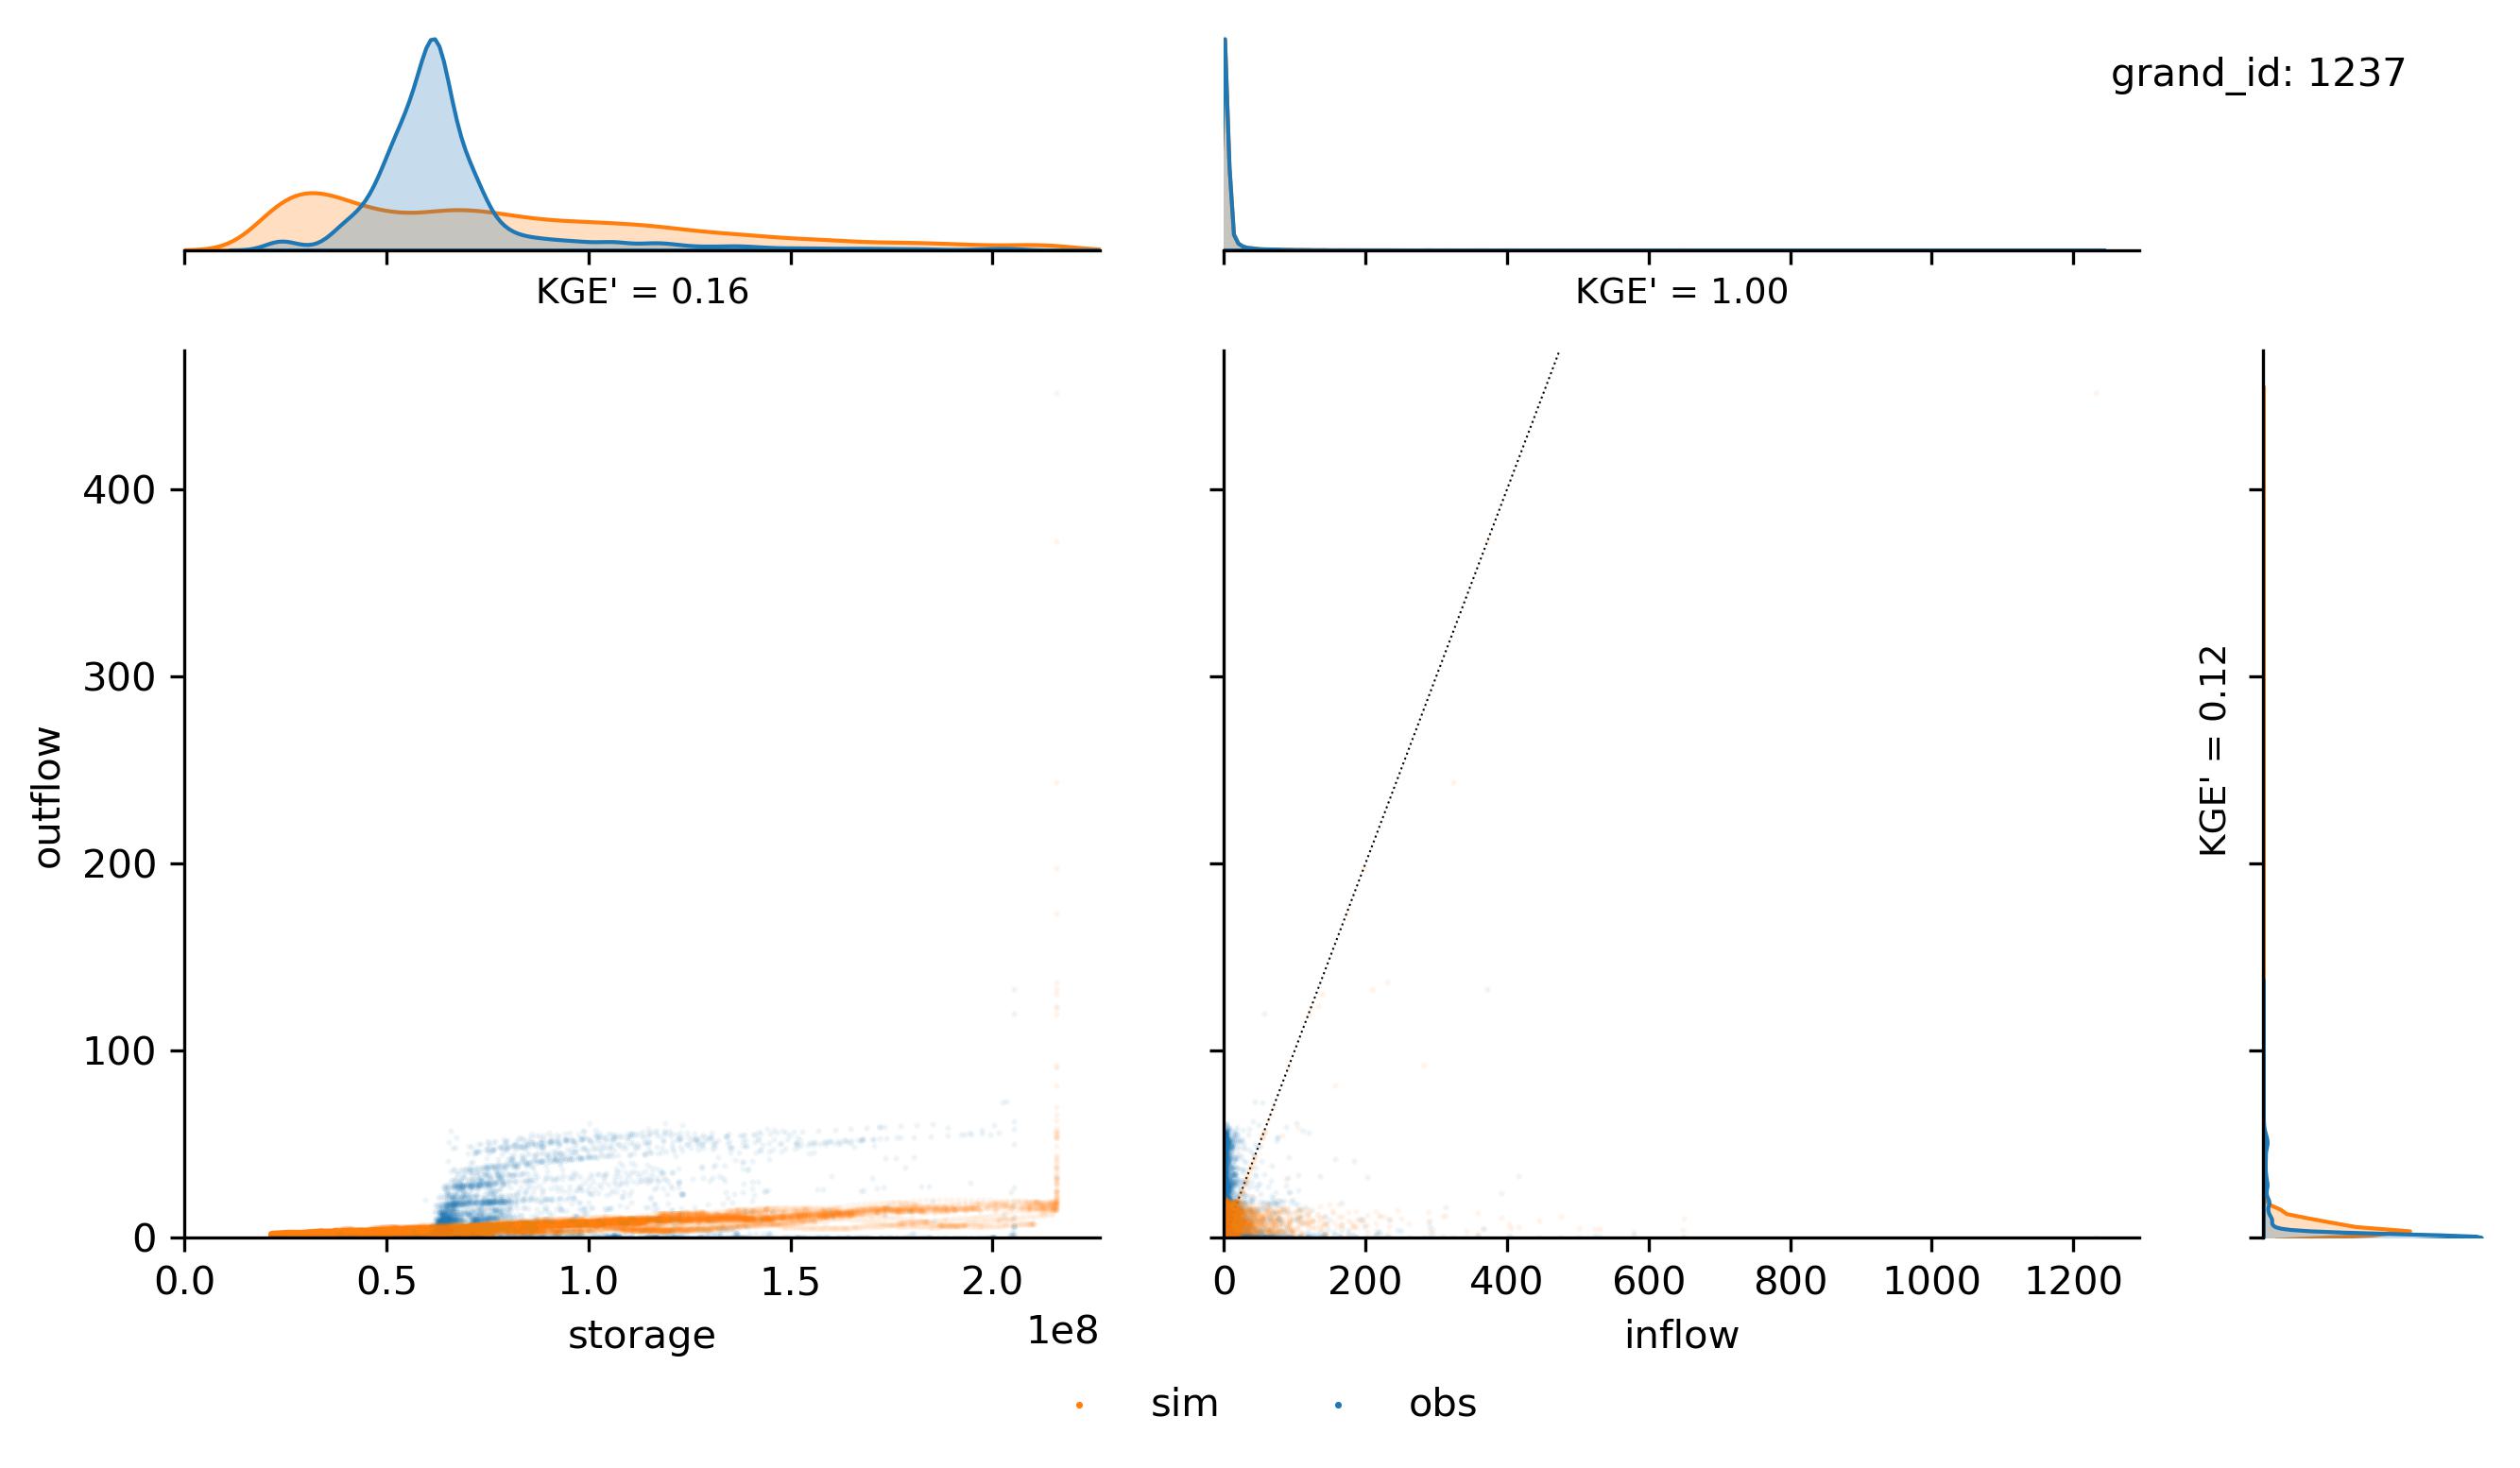 grand_id: 1237
KGE' = 0.16
KGE' = 1.00
400
300
200
100
0
outflow
KGE' = 0.12
0.0 0.5 1.0 1.5 2.0
1e8
storage
0 200 400 600 800 1000 1200
inflow
sim obs